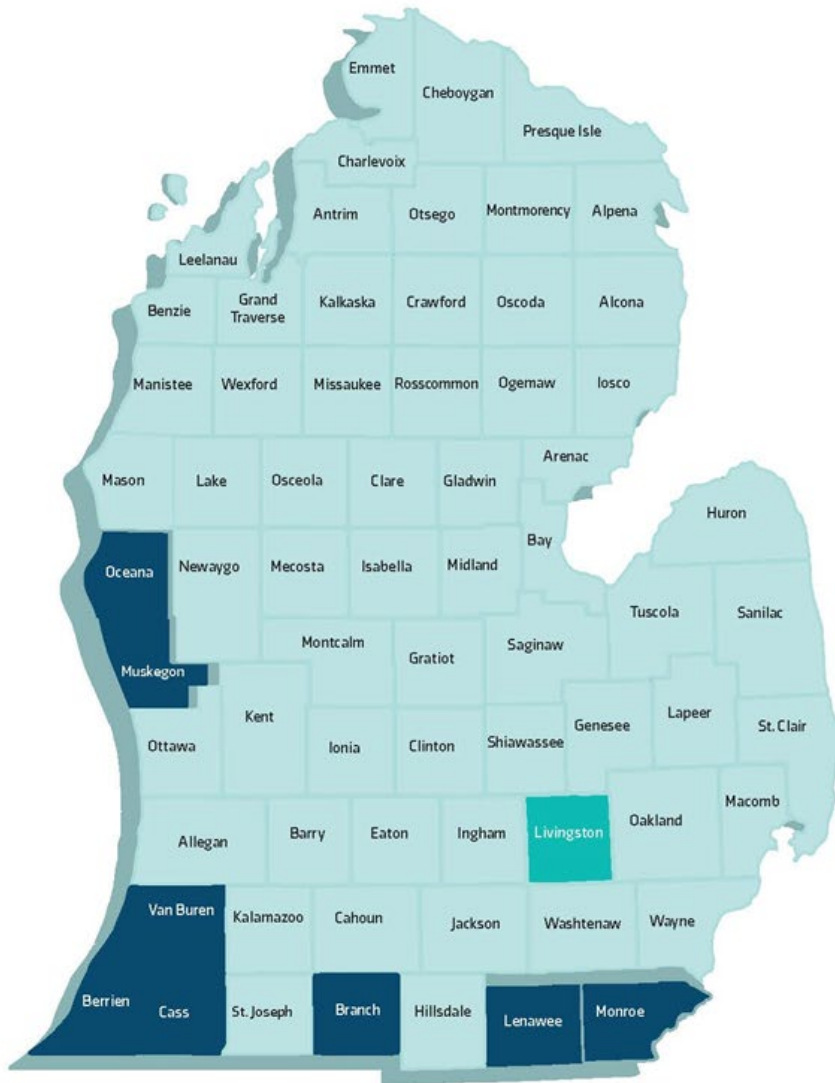 Emmet
Cheboygan
Presque Isle
Charlevoix
Antrim
Otsego
Montmorency
Alpena
Leelanau
Benzie
Grand
Traverse
Kalkaska
Crawford
Oscoda
Alcona
Manistee
Wexford
Missaukee
Rosscommon
Ogemaw
Iosco
Mason
Lake
Osceola
Clare
Gladwin
Arenac
Huron
Oceana
Newaygo
Mecosta
Isabella
Midland
Bay
Tuscola
Sanilac
Muskegon
Montcalm
Gratiot
Saginaw
Ottawa
Kent
Ionia
Clinton
Shiawassee
Genesee
Lapeer
St. Clair
Allegan
Barry
Eaton
Ingham
Livingston
Oakland
Macomb
Van Buren
Kalamazoo
Cahoun
Jackson
Washtenaw
Wayne
Berrien
Cass
St. Joseph
Branch
Hillsdale
Lenawee
Monroe